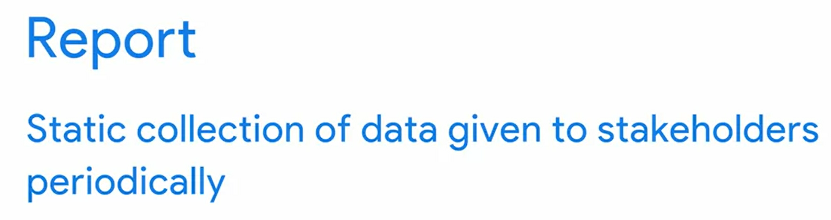 Report
Static collection of data given to stakeholders
periodically